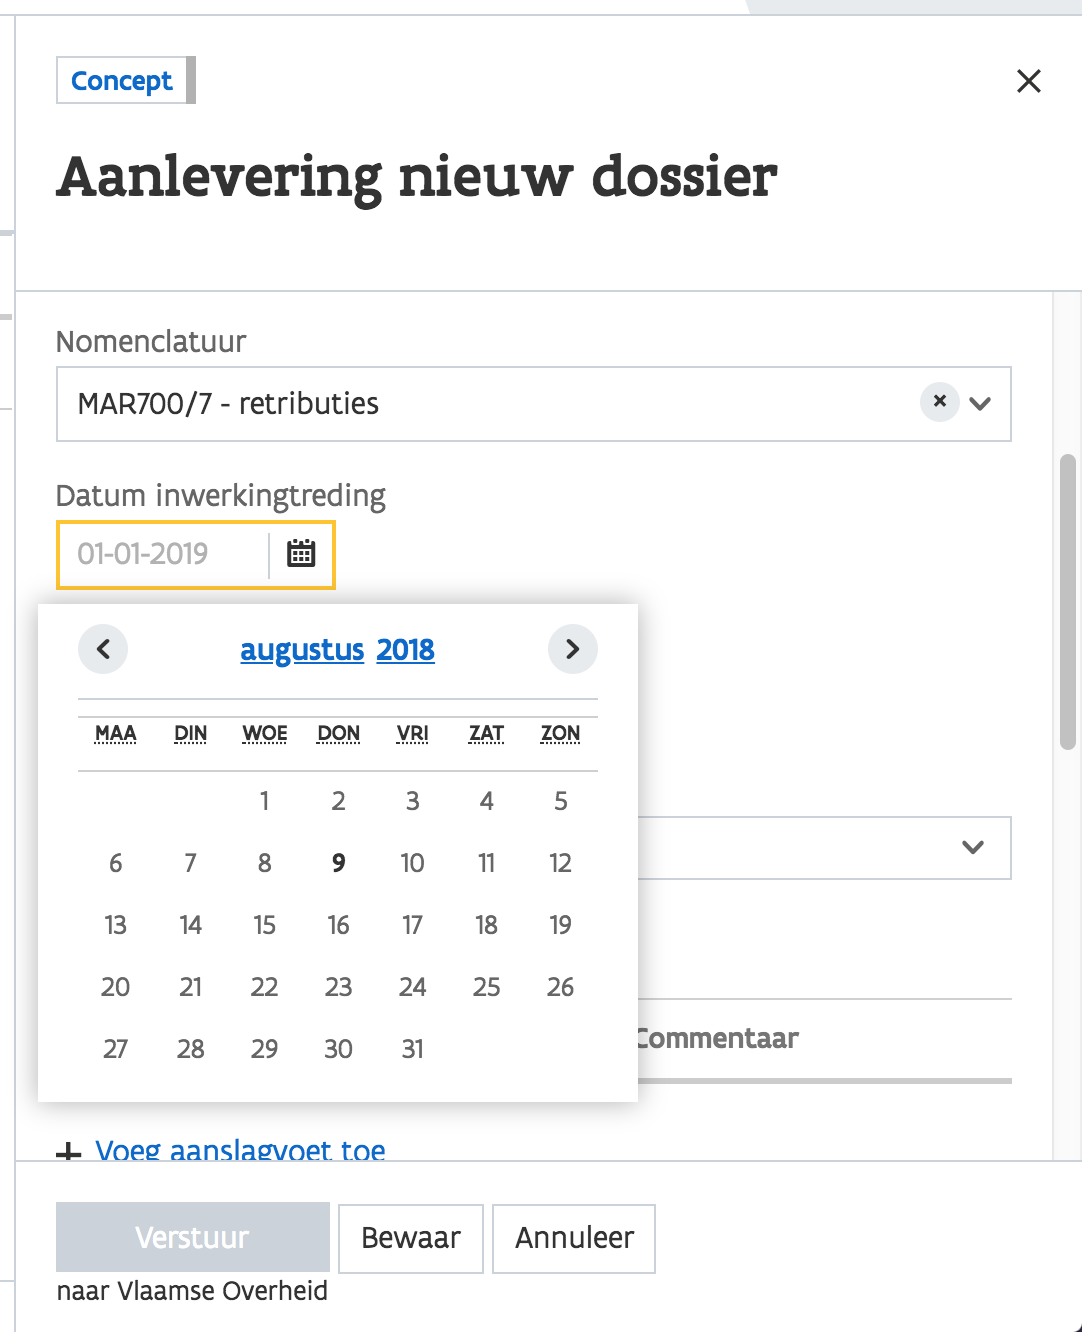 Concept
Aanlevering nieuw dossier
Nomenclatuur
MAR700/7 - retributies
Datum inwerkingtreding
01-01-2019
augustus 2018
MAA DIN WOE DON VRI ZAT ZON
1 2 3 4 5
6 7 8 9 10 11 12
13 14 15 16 17 18 19
20 21 22 23 24 25 26
27 28 29 30 31
Commentaar
Voeg aanslagvoet toe
Verstuur Bewaar Annuleer
naar Vlaamse Overheid